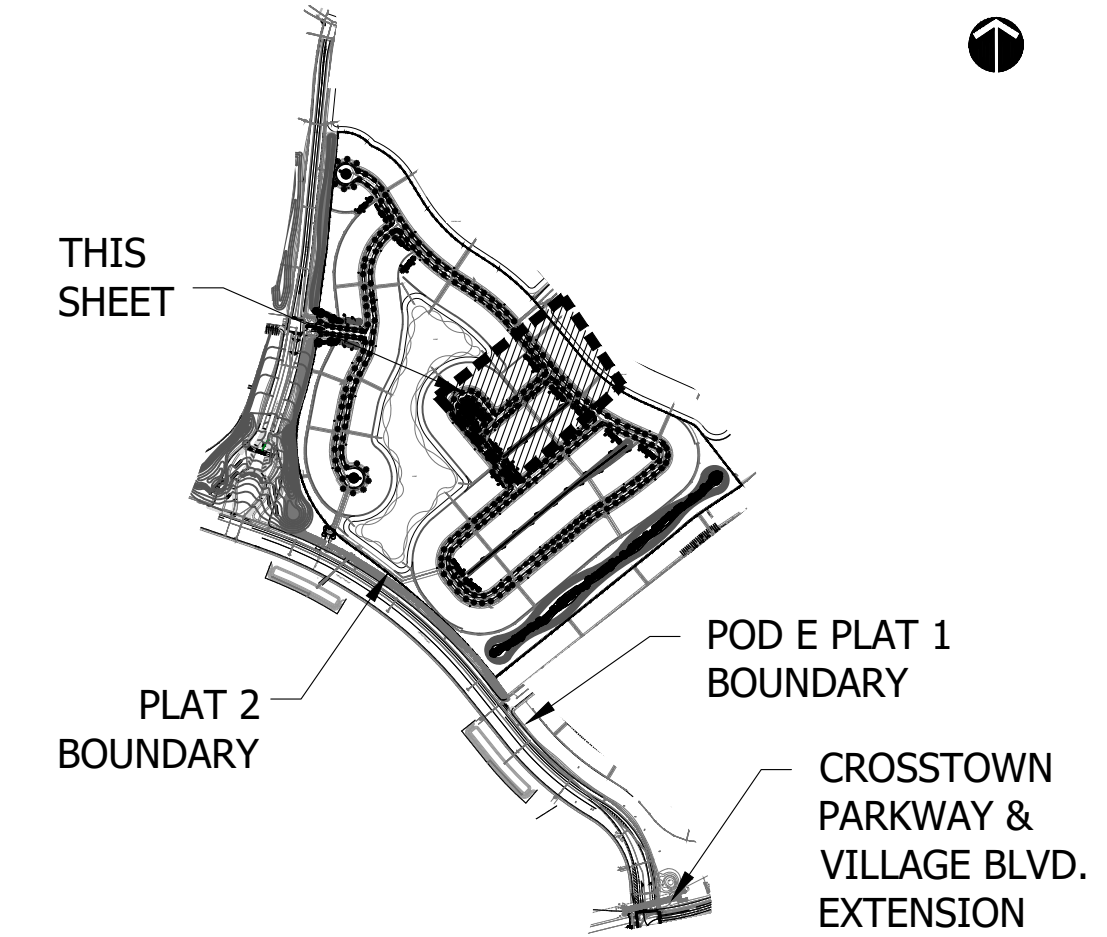 THIS
SHEET
PLAT 2
BOUNDARY
POD E PLAT 1
BOUNDARY
CROSSTOWN
PARKWAY &
VILLAGE BLVD.
EXTENSION